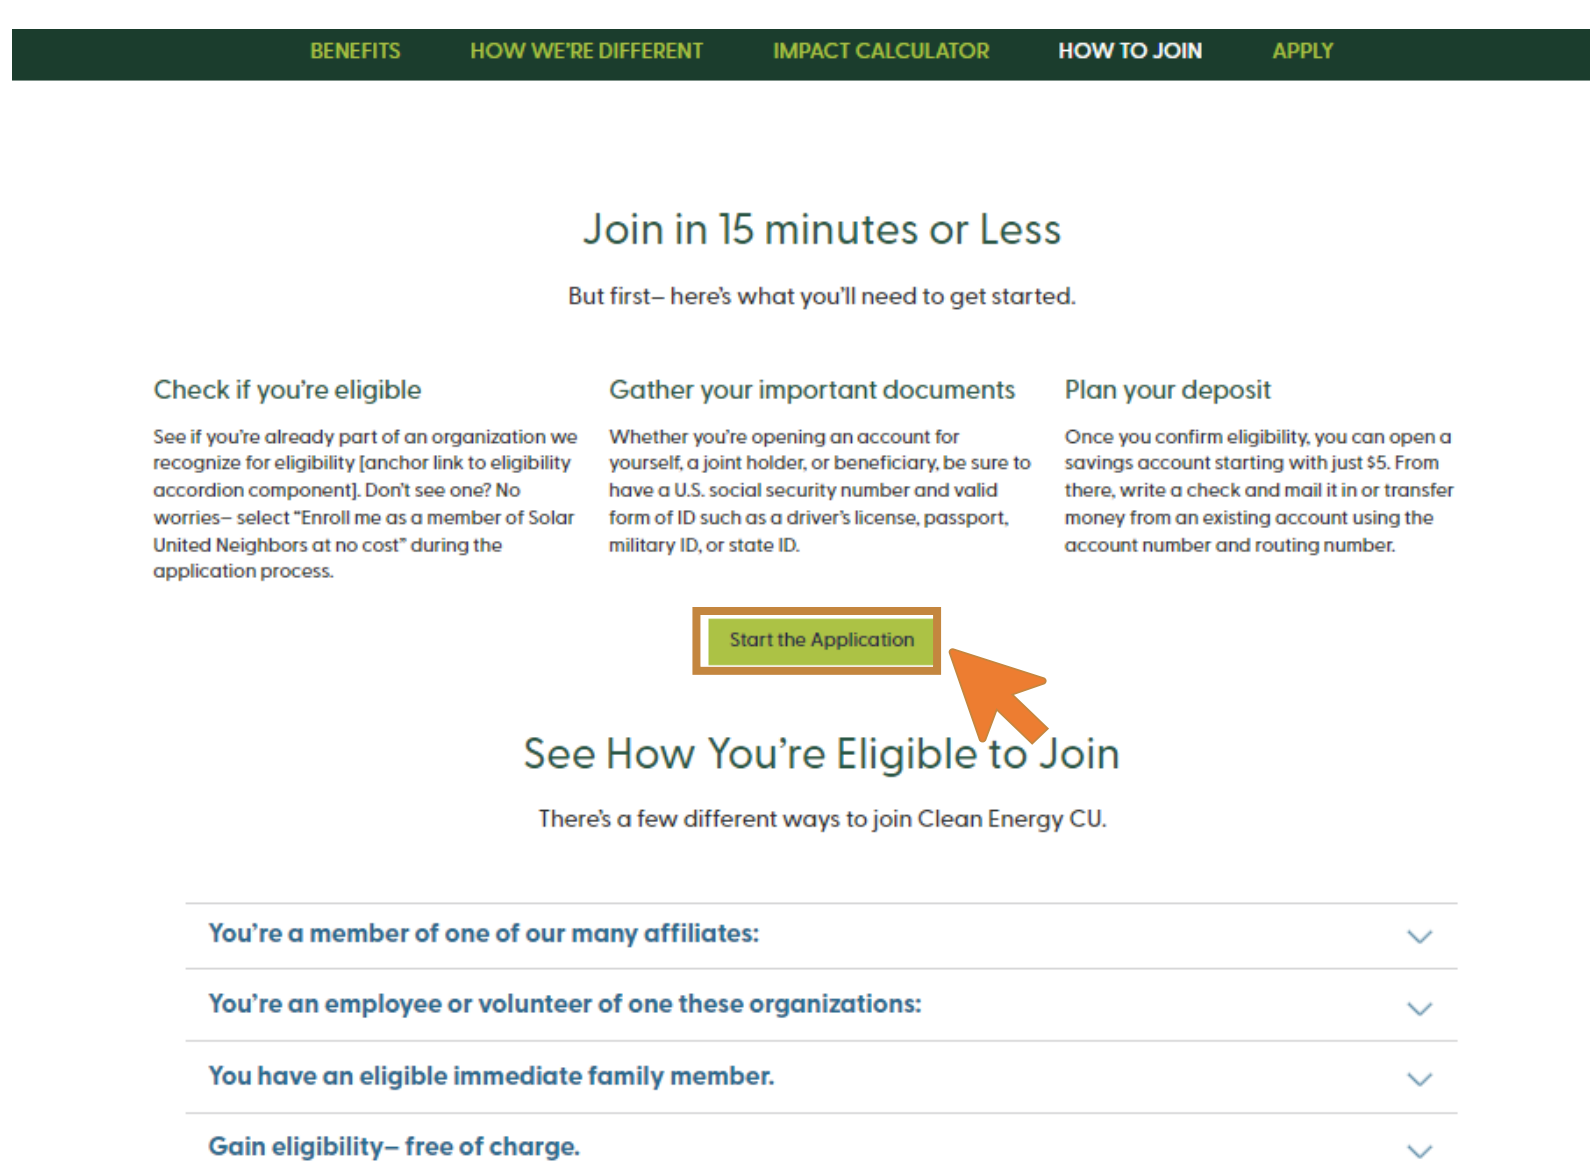 BENEFITS HOW WE'RE DIFFERENT IMPACT CALCULATOR HOW TO JOIN APPLY
Join in 15 minutes or Less
But first– here's what you'll need to get started.
Check if you're eligible
See if you're already part of an organization we
recognize for eligibility [anchor link to eligibility
accordion component]. Don't see one? No
worries– select "Enroll me as a member of Solar
United Neighbors at no cost" during the
application process.
Gather your important documents
Whether you're opening an account for
yourself, a joint holder, or beneficiary, be sure to
have a U.S. social security number and valid
form of ID such as a driver's license, passport,
military ID, or state ID.
Plan your deposit
Once you confirm eligibility, you can open a
savings account starting with just $5. From
there, write a check and mail it in or transfer
money from an existing account using the
account number and routing number.
Start the Application
See How You're Eligible to Join
There's a few different ways to join Clean Energy CU.
You're a member of one of our many affiliates:
You're an employee or volunteer of one these organizations:
You have an eligible immediate family member.
Gain eligibility– free of charge.